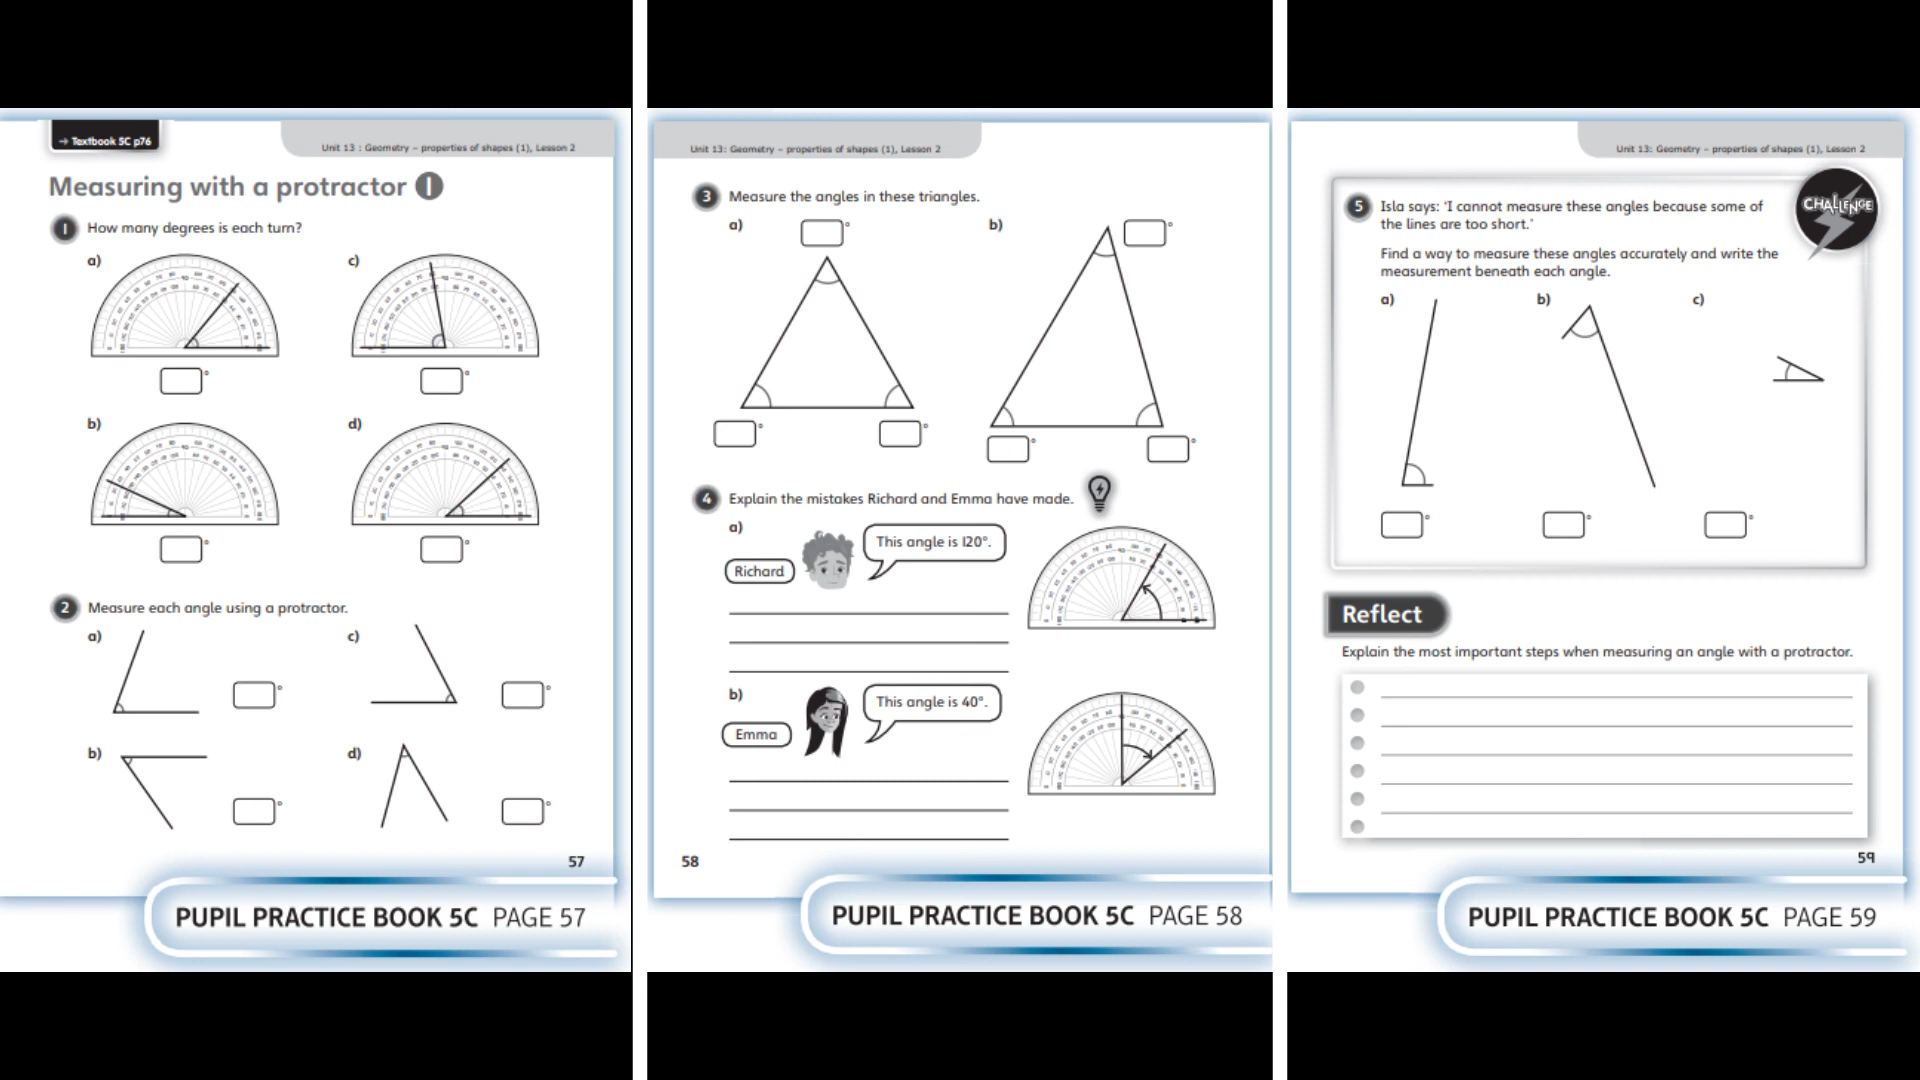 → Textbook 5C p76
Unit 13 : Geometry – properties of shapes (1), Lesson 2
Measuring with a protractor 1
1 How many degrees is each turn?
a)
c)
°
°
b)
d)
°
°
2 Measure each angle using a protractor.
a)
c)
°
°
b)
d)
°
°
57
PUPIL PRACTICE BOOK 5C PAGE 57
Unit 13: Geometry – properties of shapes (1), Lesson 2
3 Measure the angles in these triangles.
a)
°
b)
°
°
°
°
°
4 Explain the mistakes Richard and Emma have made.
a)
This angle is 120°.
Richard
b)
This angle is 40°.
Emma
58
PUPIL PRACTICE BOOK 5C PAGE 58
Unit 13: Geometry – properties of shapes (1), Lesson 2
CHALLENGE
5 Isla says: ‘I cannot measure these angles because some of
the lines are too short.’
Find a way to measure these angles accurately and write the
measurement beneath each angle.
a)
b)
c)
°
°
°
Reflect
Explain the most important steps when measuring an angle with a protractor.
59
PUPIL PRACTICE BOOK 5C PAGE 59